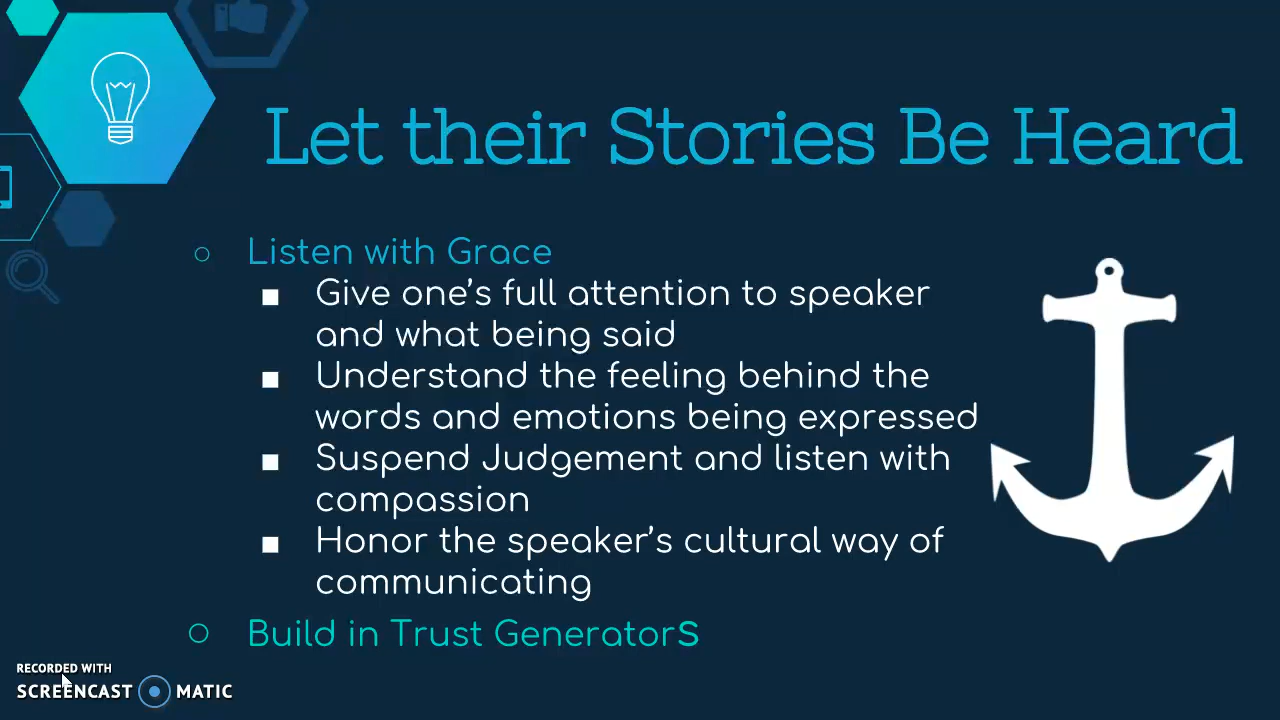 Let their Stories Be Heard
Listen with Grace
Give one's full attention to speaker
and what being said
Understand the feeling behind the
words and emotions being expressed
Suspend Judgement and listen with
compassion
Honor the speaker's cultural way of
communicating
Build in Trust Generators
RECORDED WITH
SCREENCAST MATIC